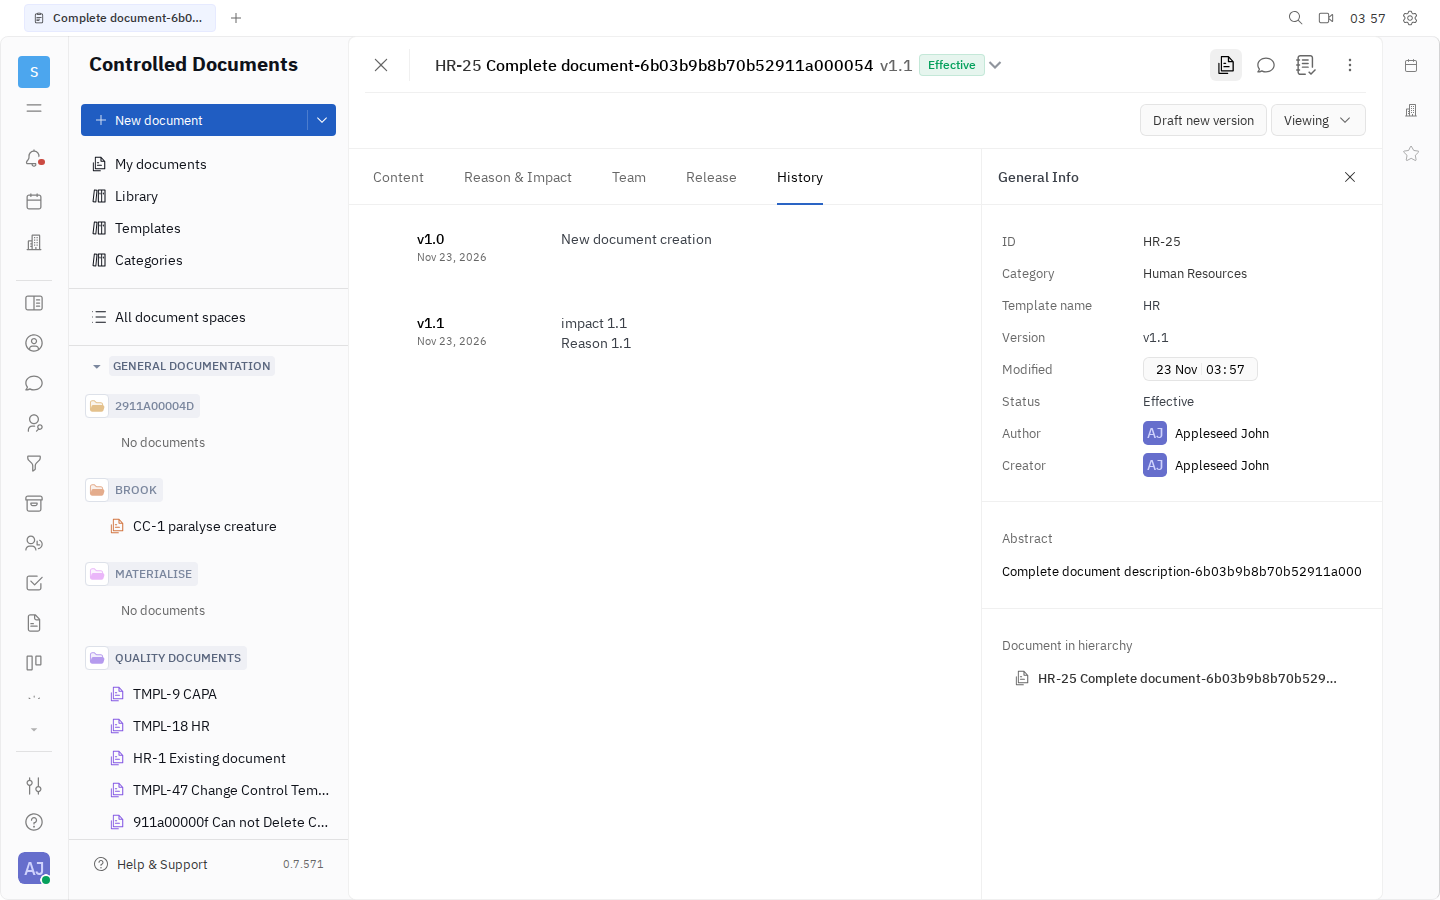 Complete document-6b0...
03 57
S
Controlled Documents
New document
My documents
Library
Templates
Categories
All document spaces
GENERAL DOCUMENTATION
2911A00004D
No documents
BROOK
CC-1 paralyse creature
MATERIALISE
No documents
QUALITY DOCUMENTS
TMPL-9 CAPA
TMPL-18 HR
HR-1 Existing document
TMPL-47 Change Control Tem...
911a00000f Can not Delete C...
AJ
Help & Support
0.7.571
HR-25 Complete document-6b03b9b8b70b52911a000054 v1.1 Effective
Draft new version
Viewing
Content
Reason & Impact
Team
Release
History
v1.0
Nov 23, 2026
New document creation
v1.1
Nov 23, 2026
impact 1.1
Reason 1.1
General Info
ID HR-25
Category Human Resources
Template name HR
Version v1.1
Modified 23 Nov 03:57
Status Effective
Author AJ Appleseed John
Creator AJ Appleseed John
Abstract
Complete document description-6b03b9b8b70b52911a000
Document in hierarchy
HR-25 Complete document-6b03b9b8b70b529...